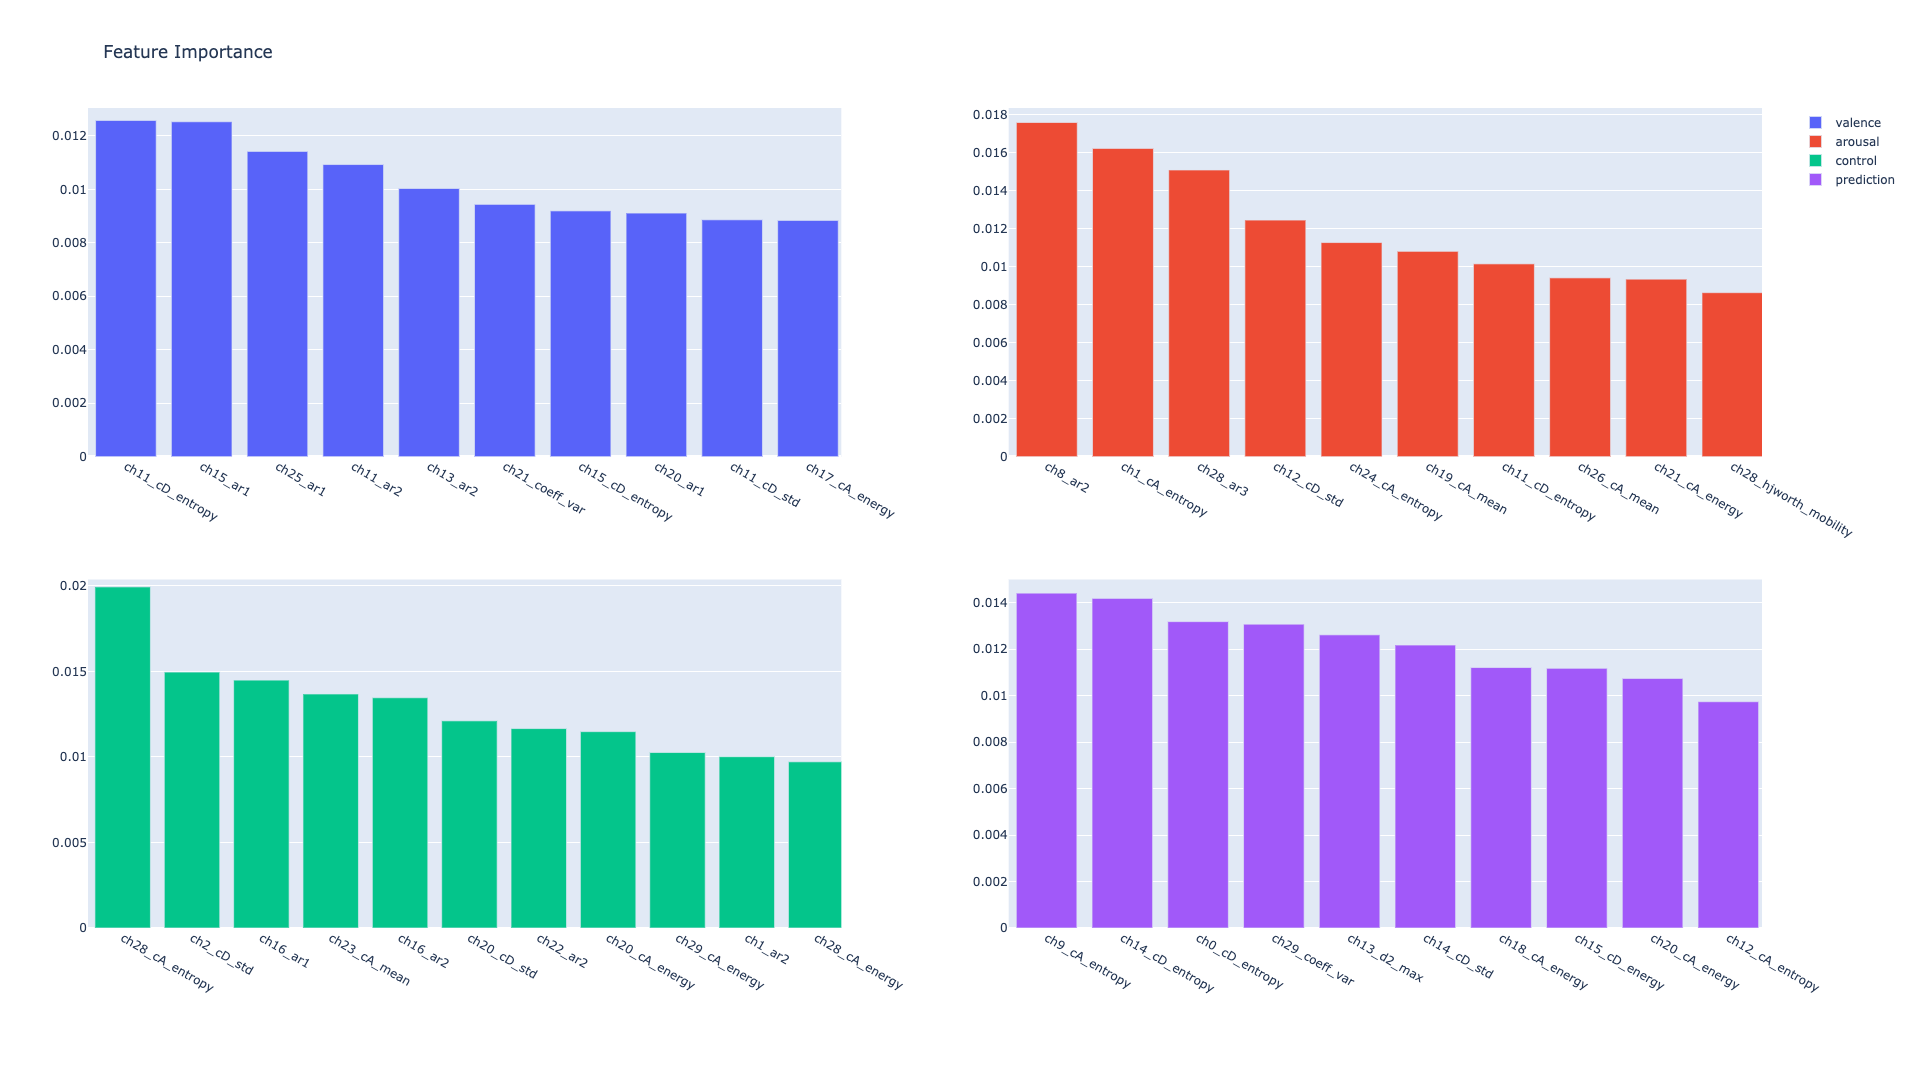 Feature Importance
0.012
0.01
0.008
0.006
0.004
0.002
0
ch11_cD_entropy
ch15_ar1
ch25_ar1
ch11_ar2
ch13_ar2
ch21_coeff_var
ch15_cD_entropy
ch20_ar1
ch11_cD_std
ch17_cA_energy
0.018
0.016
0.014
0.012
0.01
0.008
0.006
0.004
0.002
0
ch8_ar2
ch1_cA_entropy
ch28_ar3
ch12_cD_std
ch24_cA_entropy
ch19_cA_mean
ch11_cD_entropy
ch26_cA_mean
ch21_cA_energy
ch28_hjworth_mobility
valence
arousal
control
prediction
0.02
0.015
0.01
0.005
0
ch28_cA_entropy
ch2_cD_std
ch16_ar1
ch23_cA_mean
ch16_ar2
ch20_cD_std
ch22_ar2
ch20_cA_energy
ch29_cA_energy
ch1_ar2
ch28_cA_energy
0.014
0.012
0.01
0.008
0.006
0.004
0.002
0
ch9_cA_entropy
ch14_cD_entropy
ch0_cD_entropy
ch29_coeff_var
ch13_d2_max
ch14_cD_std
ch18_cA_energy
ch15_cD_energy
ch20_cA_energy
ch12_cA_entropy